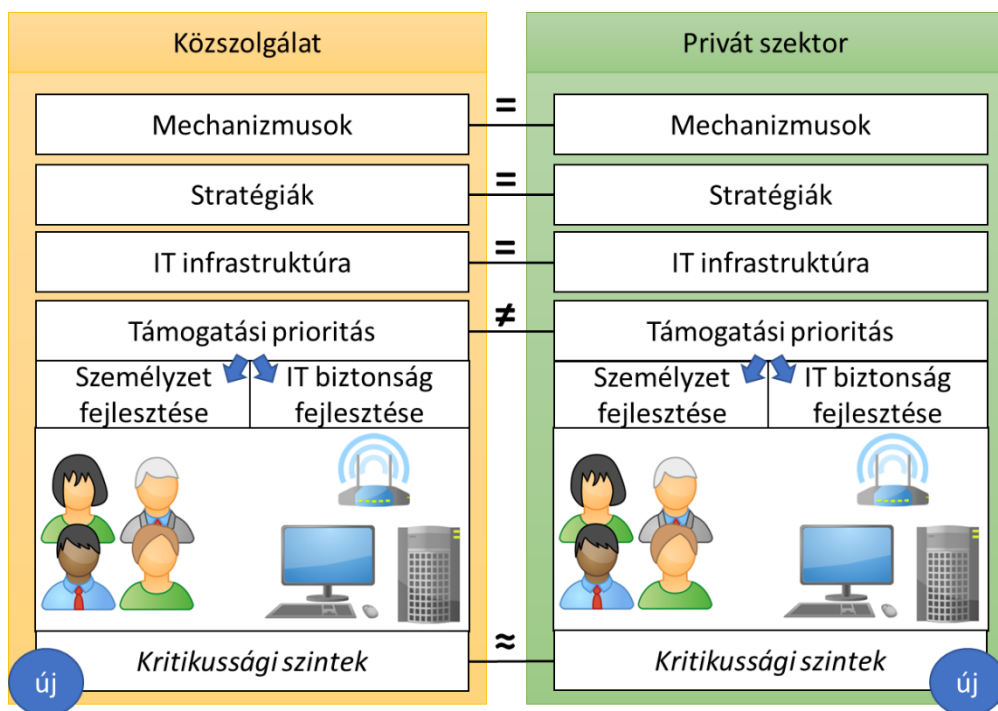 Közszolgálat
Privát szektor
Mechanizmusok
=
Mechanizmusok
Stratégiák
=
Stratégiák
IT infrastruktúra
=
IT infrastruktúra
Támogatási prioritás
≠
Támogatási prioritás
Személyzet
fejlesztése
IT biztonság
fejlesztése
Személyzet
fejlesztése
IT biztonság
fejlesztése
Kritikussági szintek
≈
Kritikussági szintek
új
új